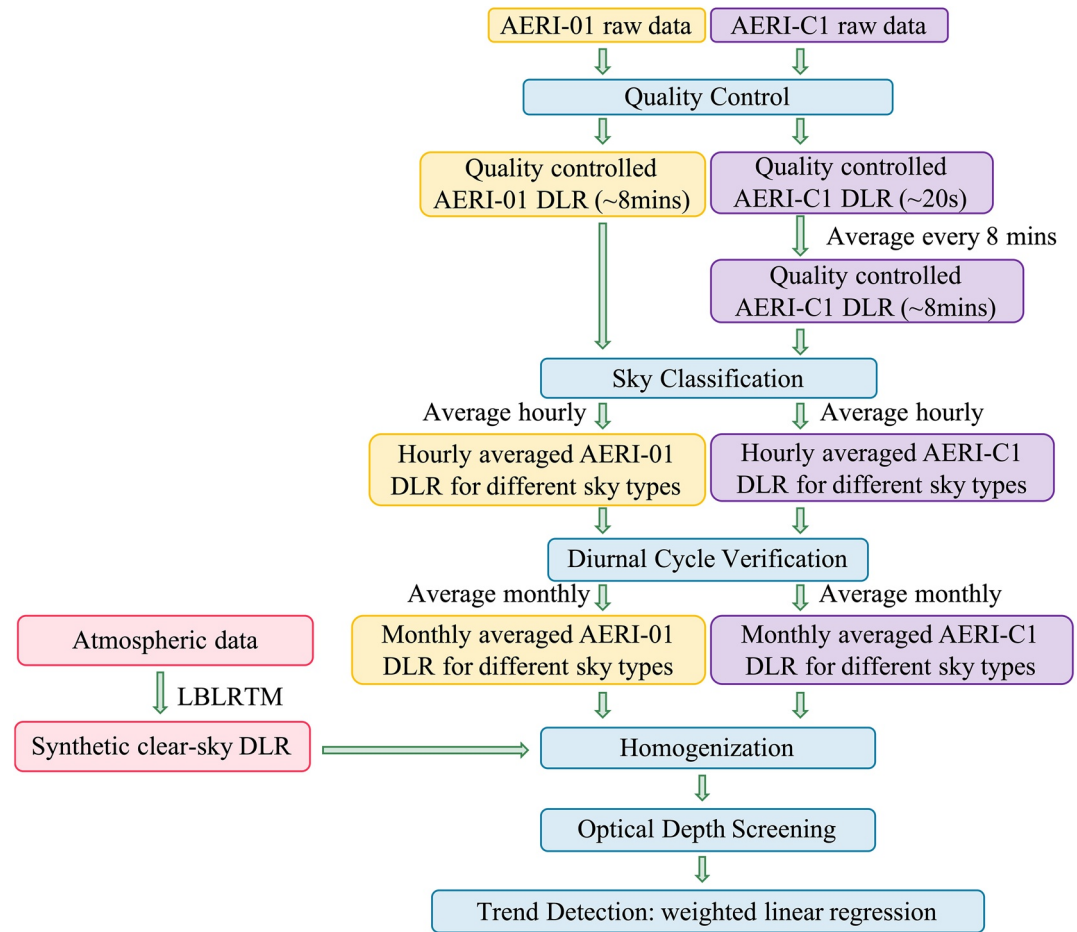 AERI-01 raw data
AERI-C1 raw data
Quality Control
Quality controlled
AERI-01 DLR (~8mins)
Quality controlled
AERI-C1 DLR (~20s)
Average every 8 mins
Quality controlled
AERI-C1 DLR (~8mins)
Sky Classification
Average hourly
Average hourly
Hourly averaged AERI-01
DLR for different sky types
Hourly averaged AERI-C1
DLR for different sky types
Diurnal Cycle Verification
Average monthly
Average monthly
Monthly averaged AERI-01
DLR for different sky types
Monthly averaged AERI-C1
DLR for different sky types
Atmospheric data
LBLRTM
Synthetic clear-sky DLR
Homogenization
Optical Depth Screening
Trend Detection: weighted linear regression